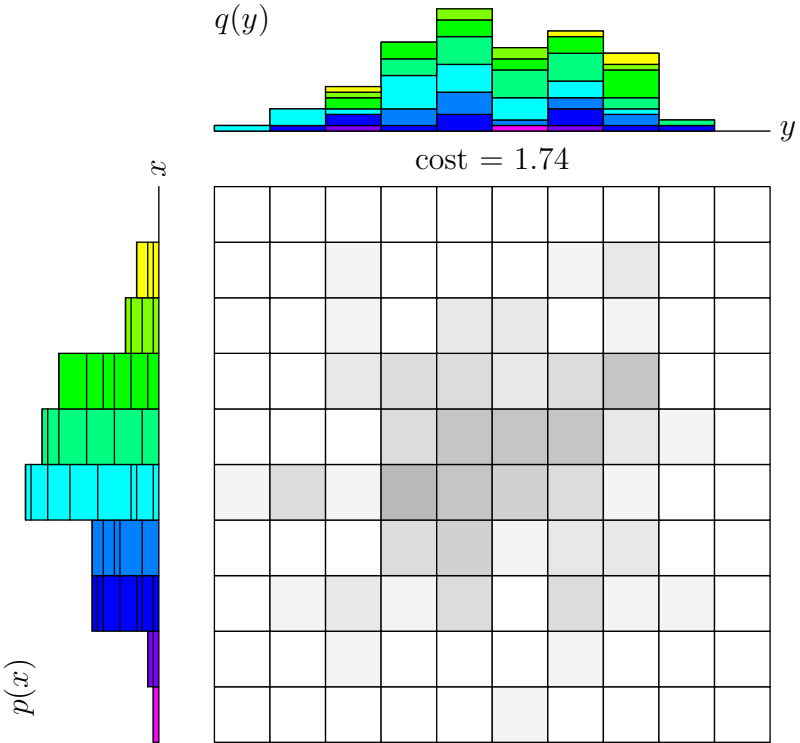 q(y)
y
cost = 1.74
x
p(x)